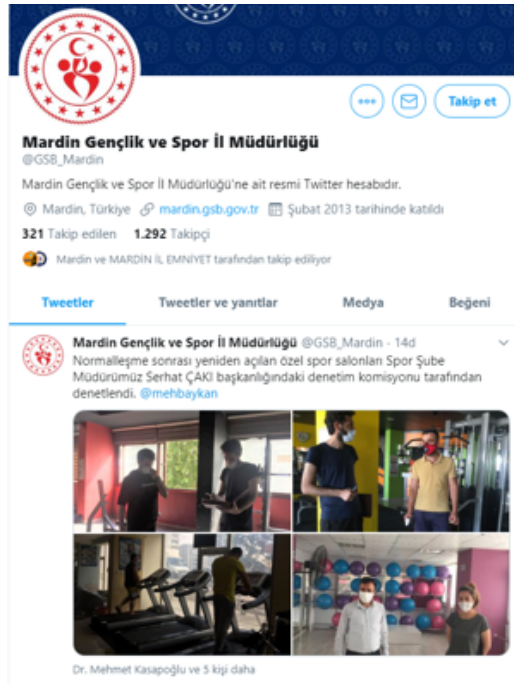 Takip et
Mardin Gençlik ve Spor İl Müdürlüğü
@GSB_Mardin
Mardin Gençlik ve Spor İl Müdürlüğü'ne ait resmi Twitter hesabıdır.
Mardin, Türkiye mardin.gsb.gov.tr Şubat 2013 tarihinde katıldı
321 Takip edilen 1.292 Takipçi
Mardin ve MARDİN İL EMNİYET tarafından takip ediliyor
Tweetler Tweetler ve yanıtlar Medya Beğeni
Mardin Gençlik ve Spor İl Müdürlüğü @GSB_Mardin · 14d
Normalleşme sonrası yeniden açılan özel spor salonları Spor Şube
Müdürümüz Serhat ÇAKI başkanlığındaki denetim komisyonu tarafından
denetlendi. @mehbaykan
Dr. Mehmet Kasapoğlu ve 5 kişi daha